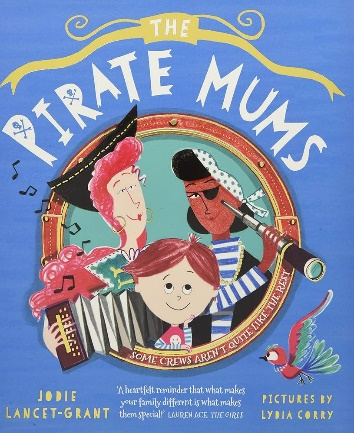 THE
PIRATE MUMS
SOME CREWS AREN'T QUITE LIKE THE REST
JODIE
LANCET-GRANT
'A heartfelt reminder that what makes
your family different is what makes
them special!' LAUREN ACE, THE GIRLS
PICTURES BY
LYDIA CORRY